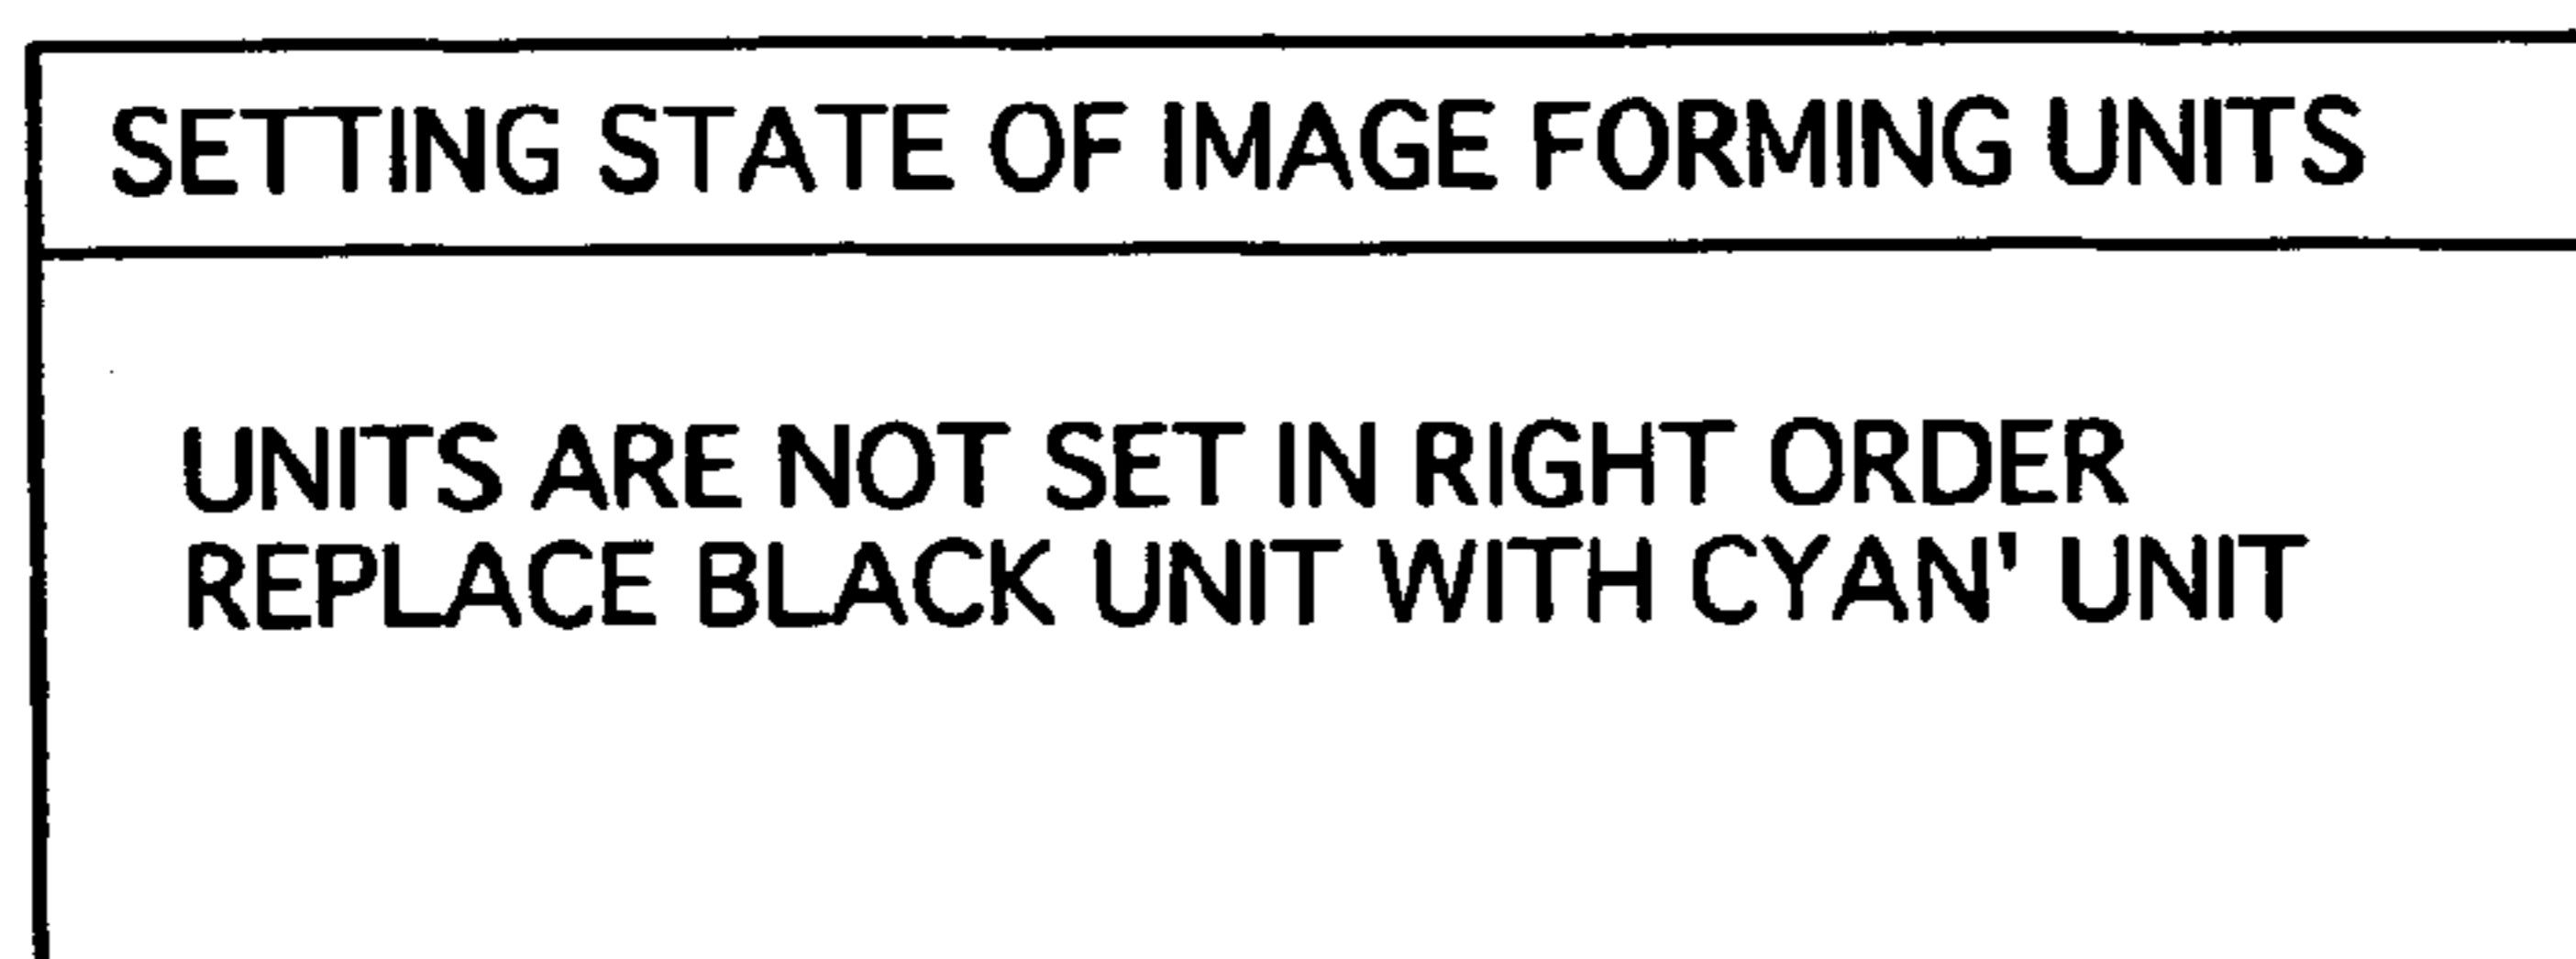 SETTING STATE OF IMAGE FORMING UNITS
UNITS ARE NOT SET IN RIGHT ORDER
REPLACE BLACK UNIT WITH CYAN' UNIT